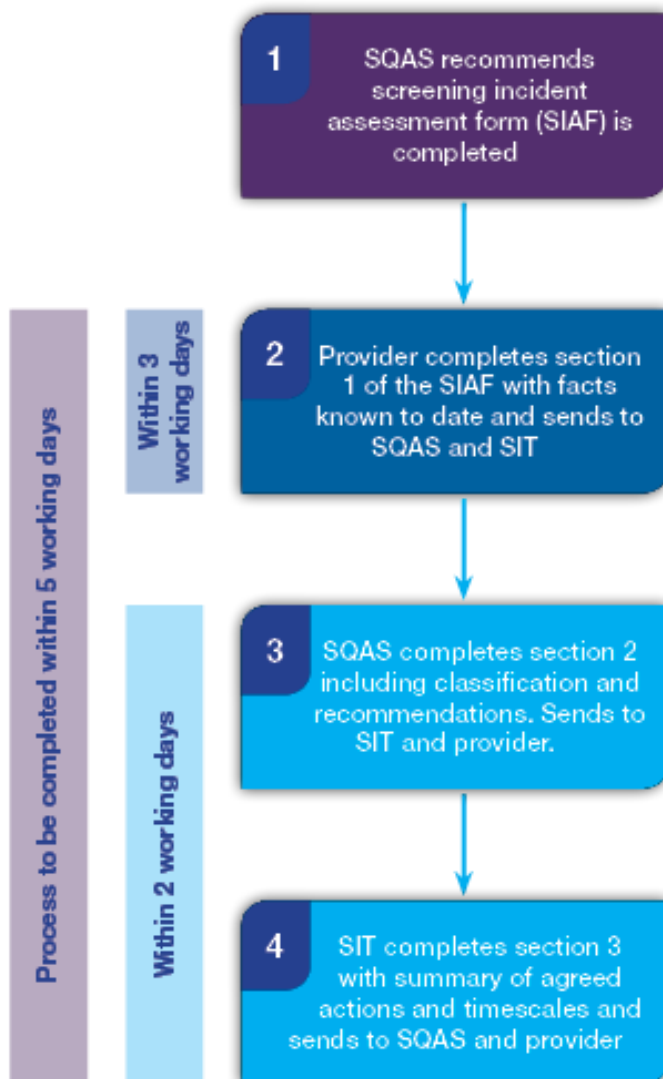 1
SQAS recommends
screening incident
assessment form (SIAF) is
completed
Process to be completed within 5 working days
Within 3
working days
2
Provider completes section
1 of the SIAF with facts
known to date and sends to
SQAS and SIT
Within 2 working days
3
SQAS completes section 2
including classification and
recommendations. Sends to
SIT and provider.
4
SIT completes section 3
with summary of agreed
actions and timescales and
sends to SQAS and provider